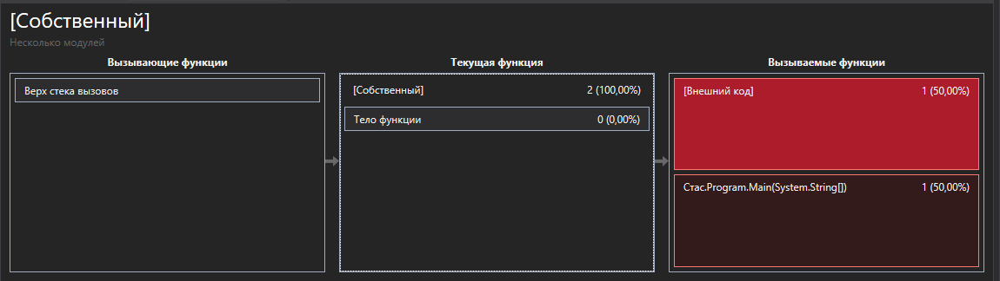 [Собственный]
Несколько модулей
Вызывающие функции
Верх стека вызовов
Текущая функция
[Собственный] 2 (100,00%)
Тело функции 0 (0,00%)
Вызываемые функции
[Внешний код] 1 (50,00%)
Стас.Program.Main(System.String[]) 1 (50,00%)